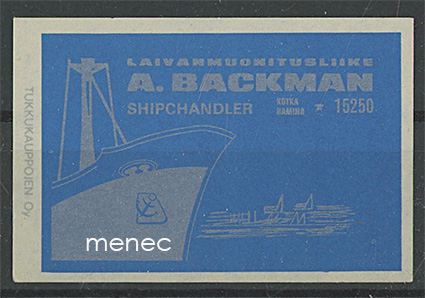 LAIVANMUONITUSLIIKE
A. BACKMAN
SHIPCHANDLER
KOTKA
HAMINA
15250
TUKKUKAUPPOJEN Oy.
menec